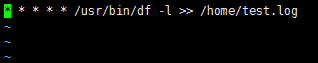 * * * * * /usr/bin/df -l >> /home/test.log
~
~
~